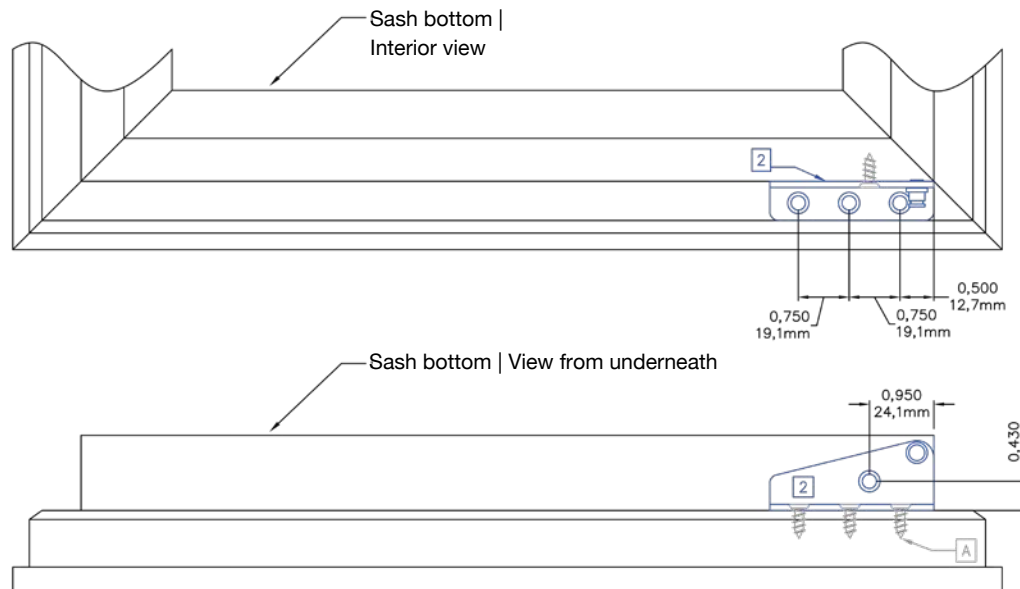 Sash bottom |
Interior view
2
0,500
12,7mm
0,750
19,1mm
0,750
19,1mm
Sash bottom | View from underneath
0,950
24,1mm
0,430
2
A